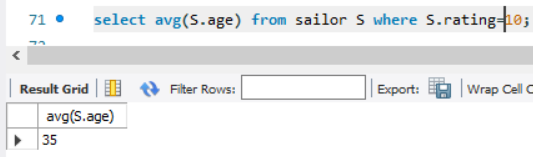 71 select avg(S.age) from sailor S where S.rating=10;
72
Result Grid Filter Rows: Export: Wrap Cell C
avg(S.age)
35